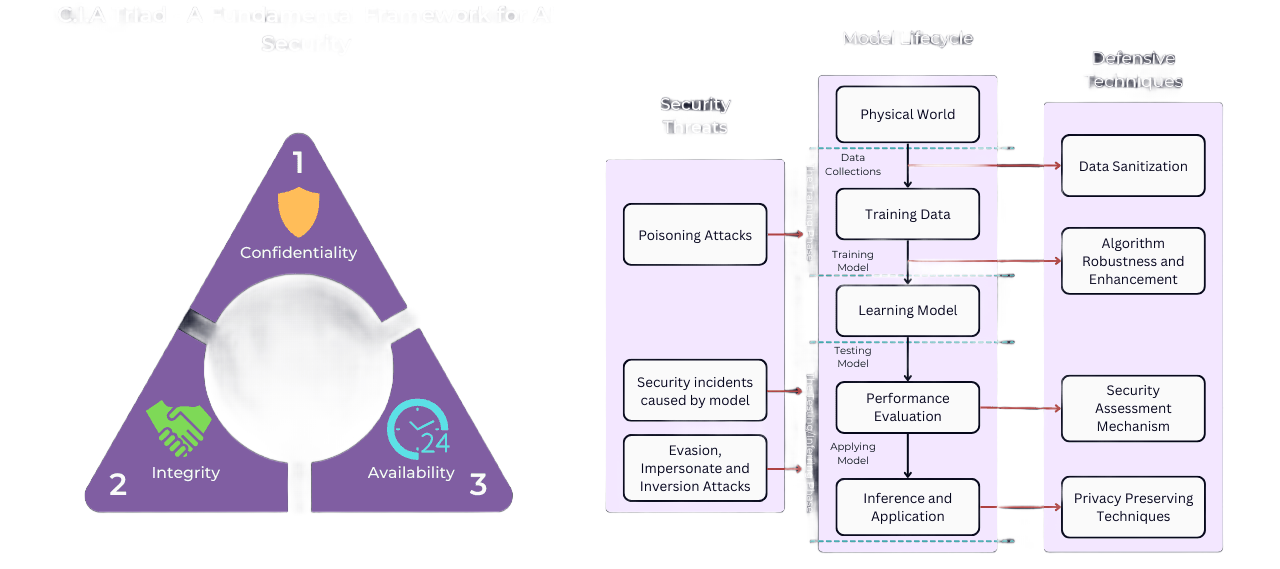 C.I.A Triad A Fundamental Framework for AI
Security
1
Confidentiality
2
Integrity
Availability
3
24
Security
Threats
Poisoning Attacks
Security incidents
caused by model
Evasion,
Impersonate and
Inversion Attacks
Model Lifecycle
Physical World
Data
Collections
Training Data
Training
Model
Learning Model
Testing
Model
Performance
Evaluation
Applying
Model
Inference and
Application
Defensive
Techniques
Data Sanitization
Algorithm
Robustness and
Enhancement
Security
Assessment
Mechanism
Privacy Preserving
Techniques